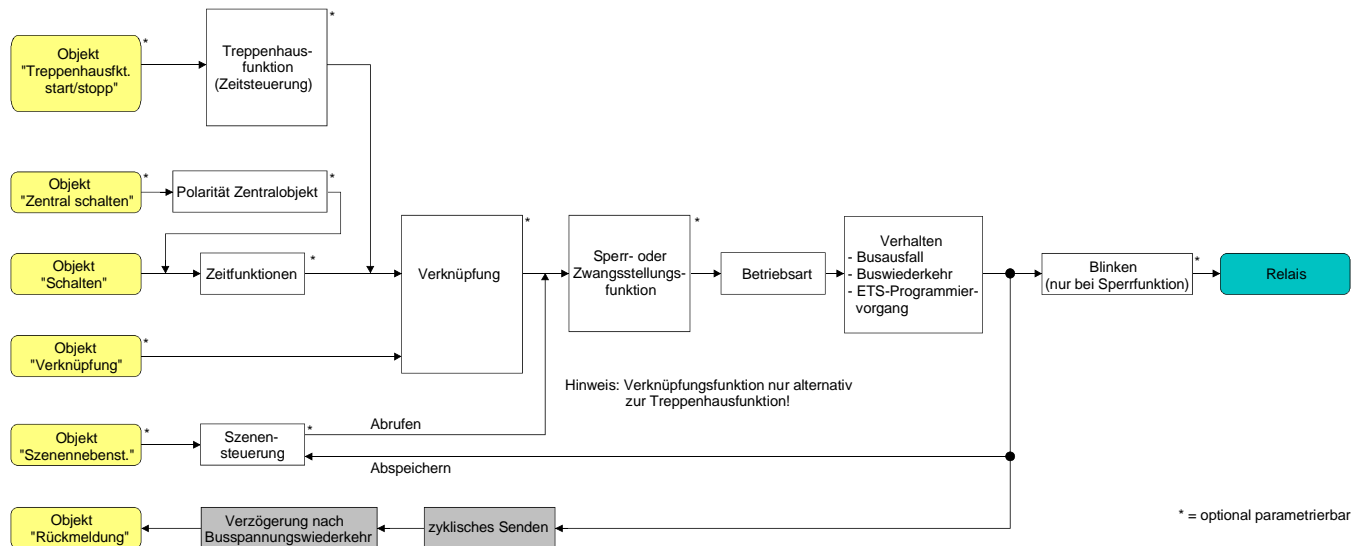 Objekt
"Treppenhausfkt.
start/stopp"
*
Treppenhaus-
funktion
(Zeitsteuerung)
*
Objekt
"Zentral schalten"
*
Polarität Zentralobjekt
*
Objekt
"Schalten"
*
Zeitfunktionen
*
Verknüpfung
*
Sperr- oder
Zwangsstellungs-
funktion
*
Betriebsart
Verhalten
- Busausfall
- Buswiederkehr
- ETS-Programmier-
vorgang
Blinken
(nur bei Sperrfunktion)
*
Relais
Objekt
"Verknüpfung"
*
Hinweis: Verknüpfungsfunktion nur alternativ
zur Treppenhausfunktion!
Objekt
"Szenennebenst."
*
Szenen-
steuerung
*
Abrufen
Abspeichern
Objekt
"Rückmeldung"
Verzögerung nach
Busspannungswiederkehr
zyklisches Senden
* = optional parametrierbar